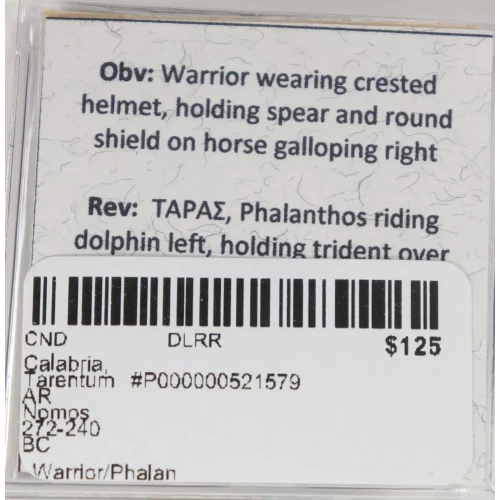 Obv: Warrior wearing crested
helmet, holding spear and round
shield on horse galloping right
Rev: ΤΑΡΑΣ, Phalanthos riding
dolphin left, holding trident over
CND DLRR $125
Calabria,
Tarentum #P000000521579
AR
Nomos
272-240
BC
Warrior/Phalan